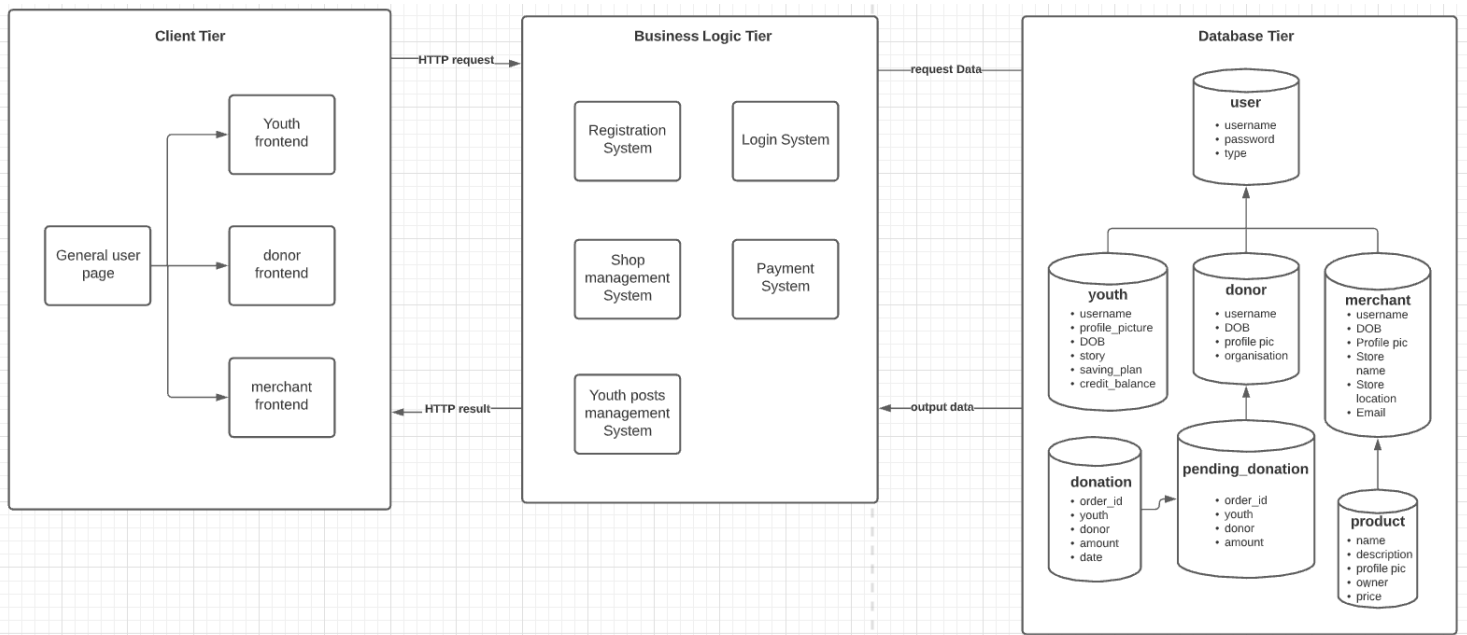 Client Tier
Youth
frontend
General user
page
donor
frontend
merchant
frontend
HTTP request
HTTP result
Business Logic Tier
Registration
System
Login System
Shop
management
System
Payment
System
Youth posts
management
System
request Data
output data
Database Tier
user
• username
• password
• type
youth
• username
• profile_picture
• DOB
• story
• saving_plan
• credit_balance
donor
• username
• DOB
• profile pic
• organisation
merchant
• username
• DOB
• Profile pic
• Store
name
• Store
location
• Email
donation
• order_id
• youth
• donor
• amount
• date
pending_donation
• order_id
• youth
• donor
• amount
product
• name
• description
• profile pic
• owner
• price